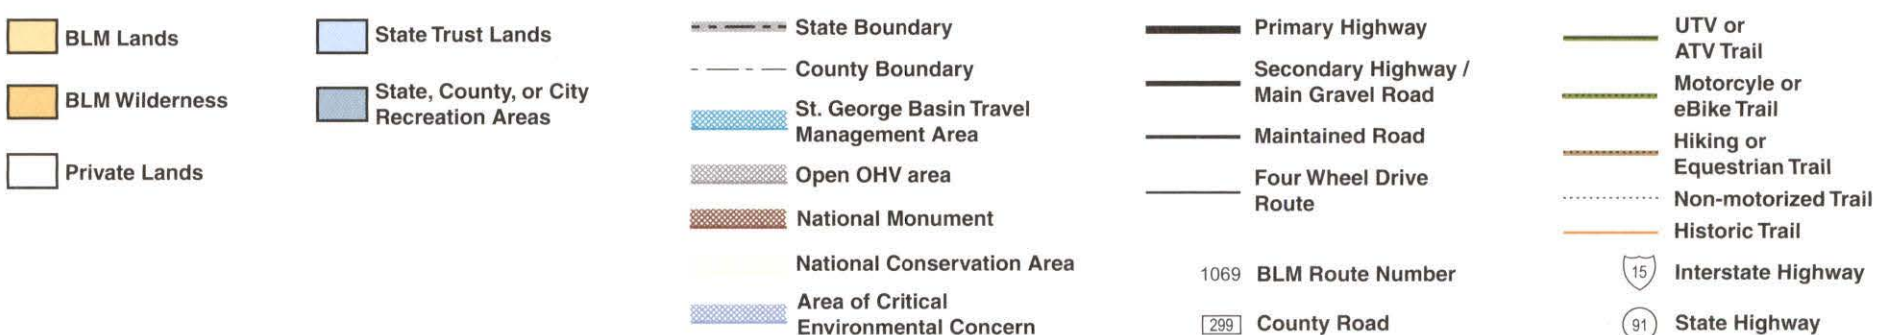 BLM Lands
BLM Wilderness
Private Lands
State Trust Lands
State, County, or City
Recreation Areas
State Boundary
County Boundary
St. George Basin Travel
Management Area
Open OHV area
National Monument
National Conservation Area
Area of Critical
Environmental Concern
Primary Highway
Secondary Highway /
Main Gravel Road
Maintained Road
Four Wheel Drive
Route
1069 BLM Route Number
299 County Road
UTV or
ATV Trail
Motorcyle or
eBike Trail
Hiking or
Equestrian Trail
Non-motorized Trail
Historic Trail
15 Interstate Highway
91 State Highway